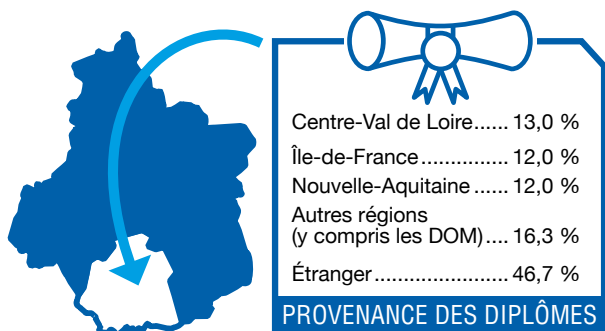 Centre-Val de Loire...... 13,0 %
Île-de-France................ 12,0 %
Nouvelle-Aquitaine ...... 12,0 %
Autres régions
(y compris les DOM).... 16,3 %
Étranger........................ 46,7 %
PROVENANCE DES DIPLÔMES